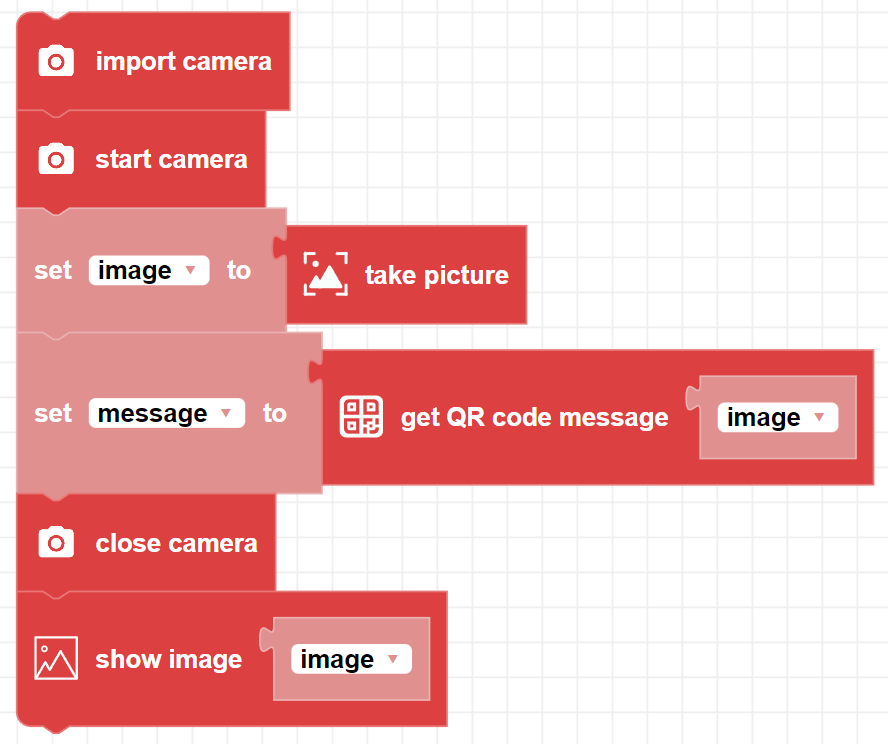 import camera
start camera
set image to take picture
set message to get QR code message image
close camera
show image image